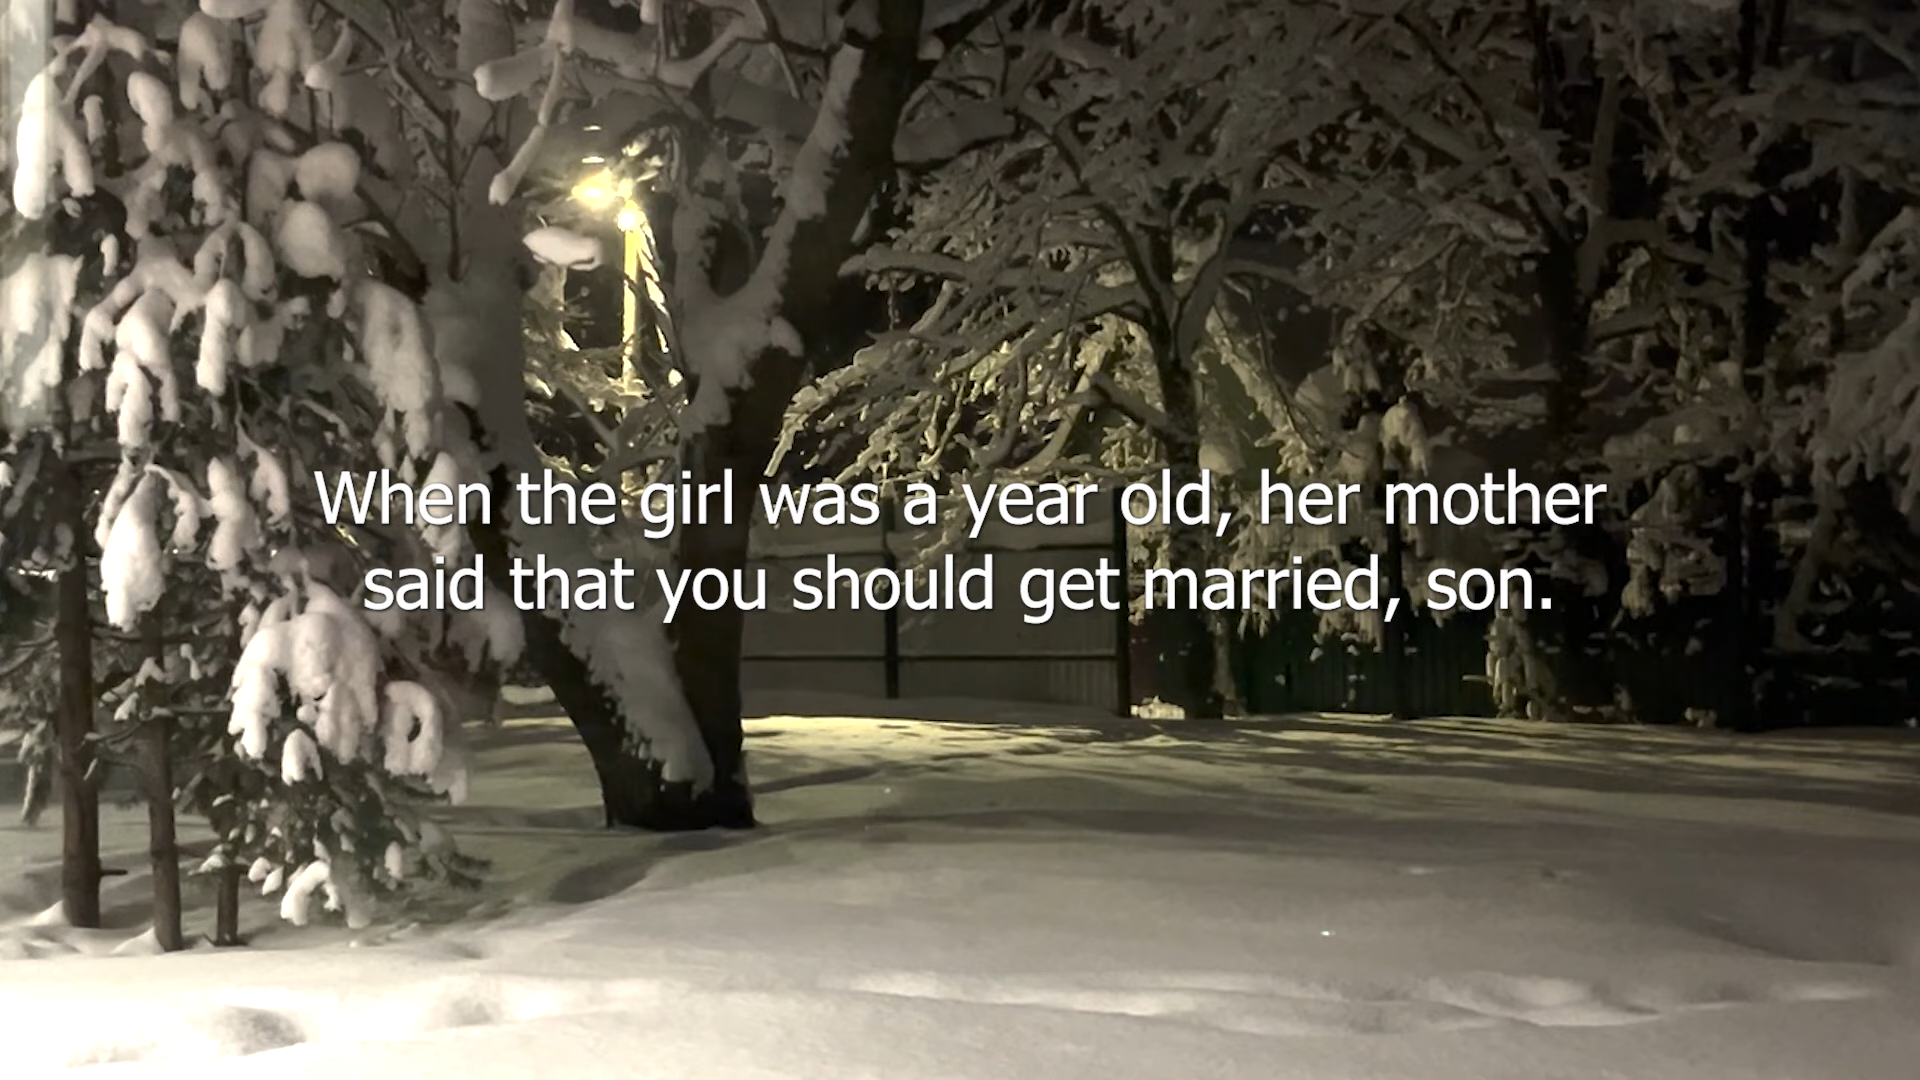 When the girl was a year old, her mother
said that you should get married, son.